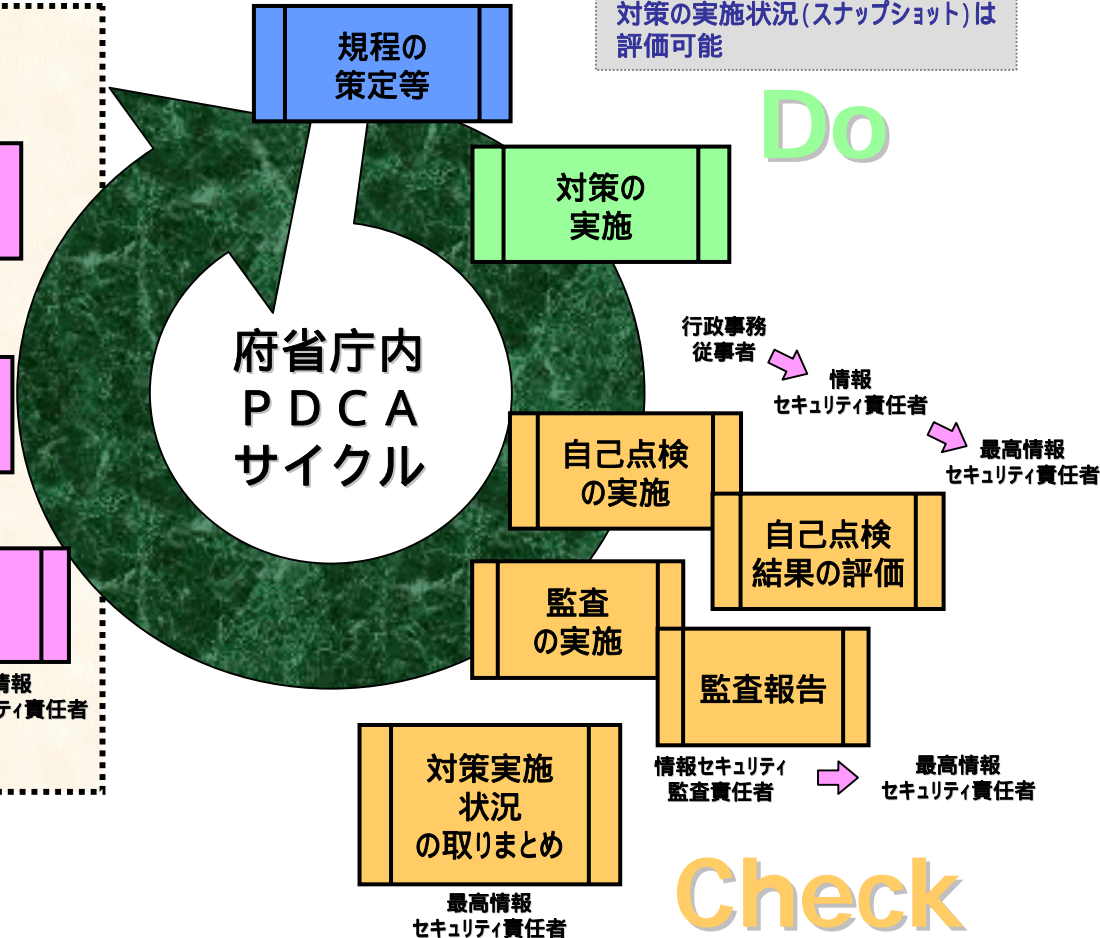 対策の実施状況(スナップショット)は
評価可能
規程の
策定等
Do
対策の
実施
府省庁内
PDCA
サイクル
行政事務
従事者
情報
セキュリティ責任者
最高情報
セキュリティ責任者
自己点検
の実施
自己点検
結果の評価
監査
の実施
監査報告
情報
ティ責任者
対策実施
状況
の取りまとめ
情報セキュリティ
監査責任者
最高情報
セキュリティ責任者
Check
最高情報
セキュリティ責任者